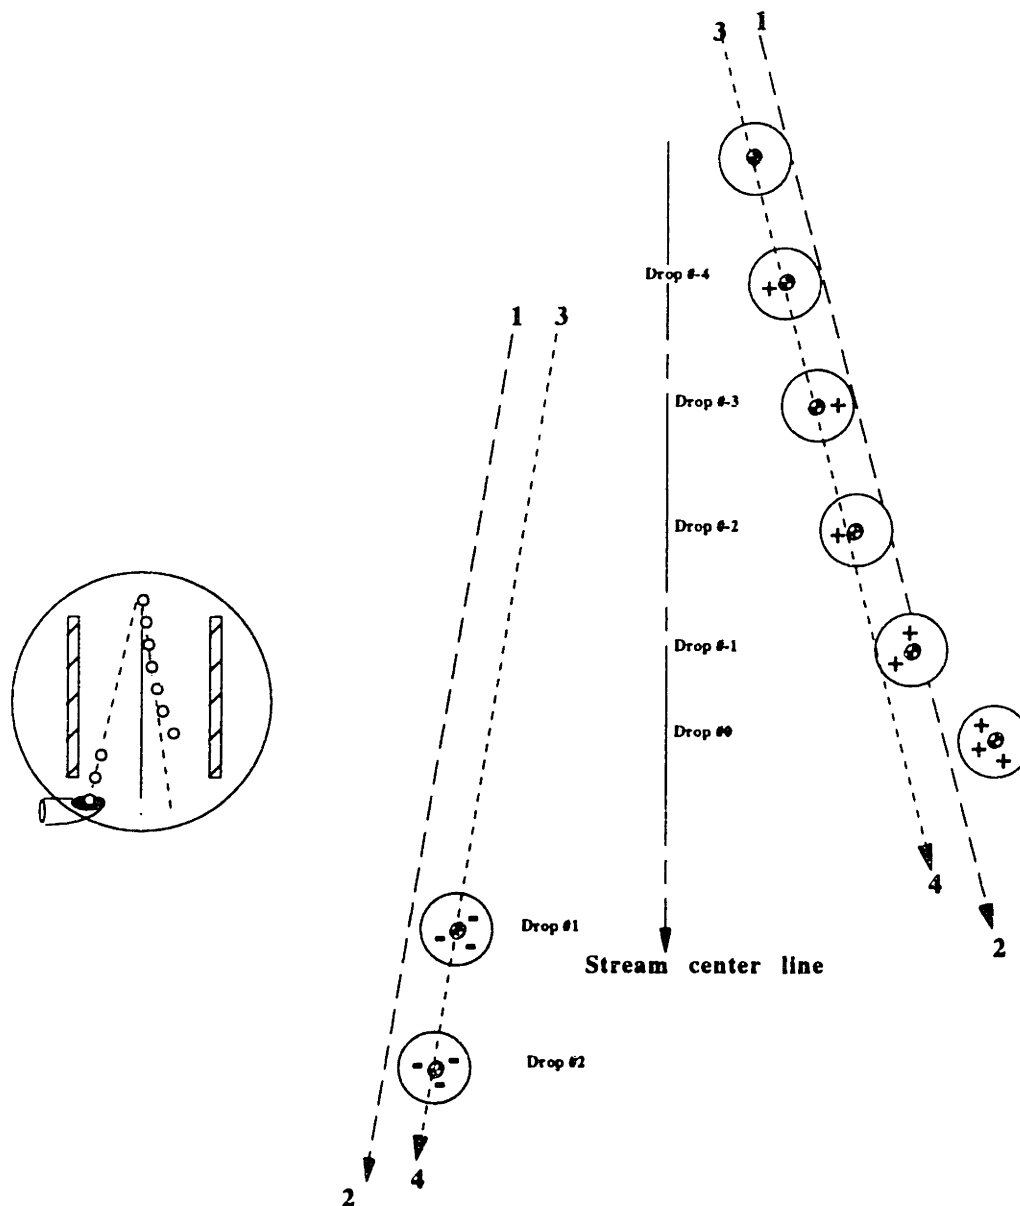 3 1
Drop #-4
1 3
Drop #-3
Drop #-2
Drop #-1
Drop #0
4
2
Drop #1
Stream center line
Drop #2
4
2